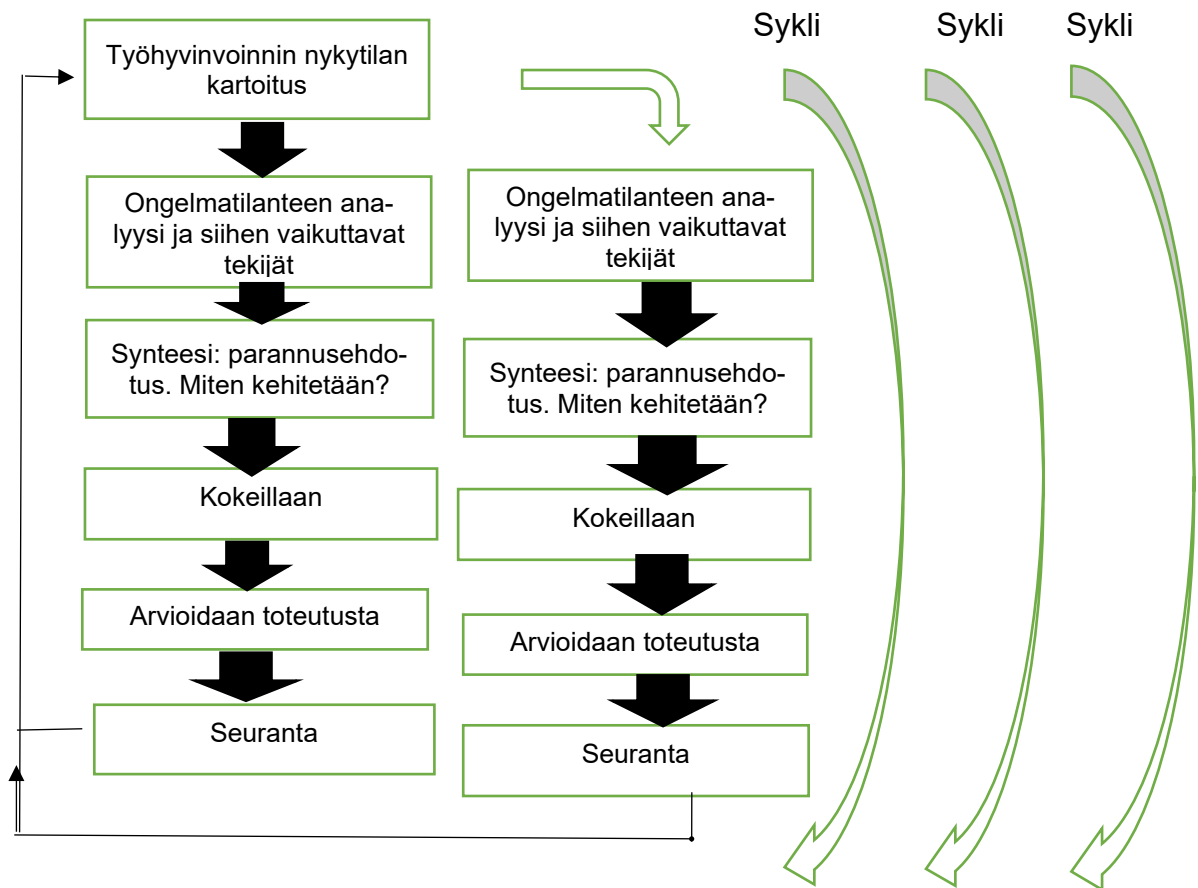 Sykli
Sykli
Sykli
Työhyvinvoinnin nykytilan
kartoitus
Ongelmatilanteen ana-
lyysi ja siihen vaikuttavat
tekijät
Synteesi: parannusehdo-
tus. Miten kehitetään?
Kokeillaan
Arvioidaan toteutusta
Seuranta
Ongelmatilanteen ana-
lyysi ja siihen vaikuttavat
tekijät
Synteesi: parannusehdo-
tus. Miten kehitetään?
Kokeillaan
Arvioidaan toteutusta
Seuranta